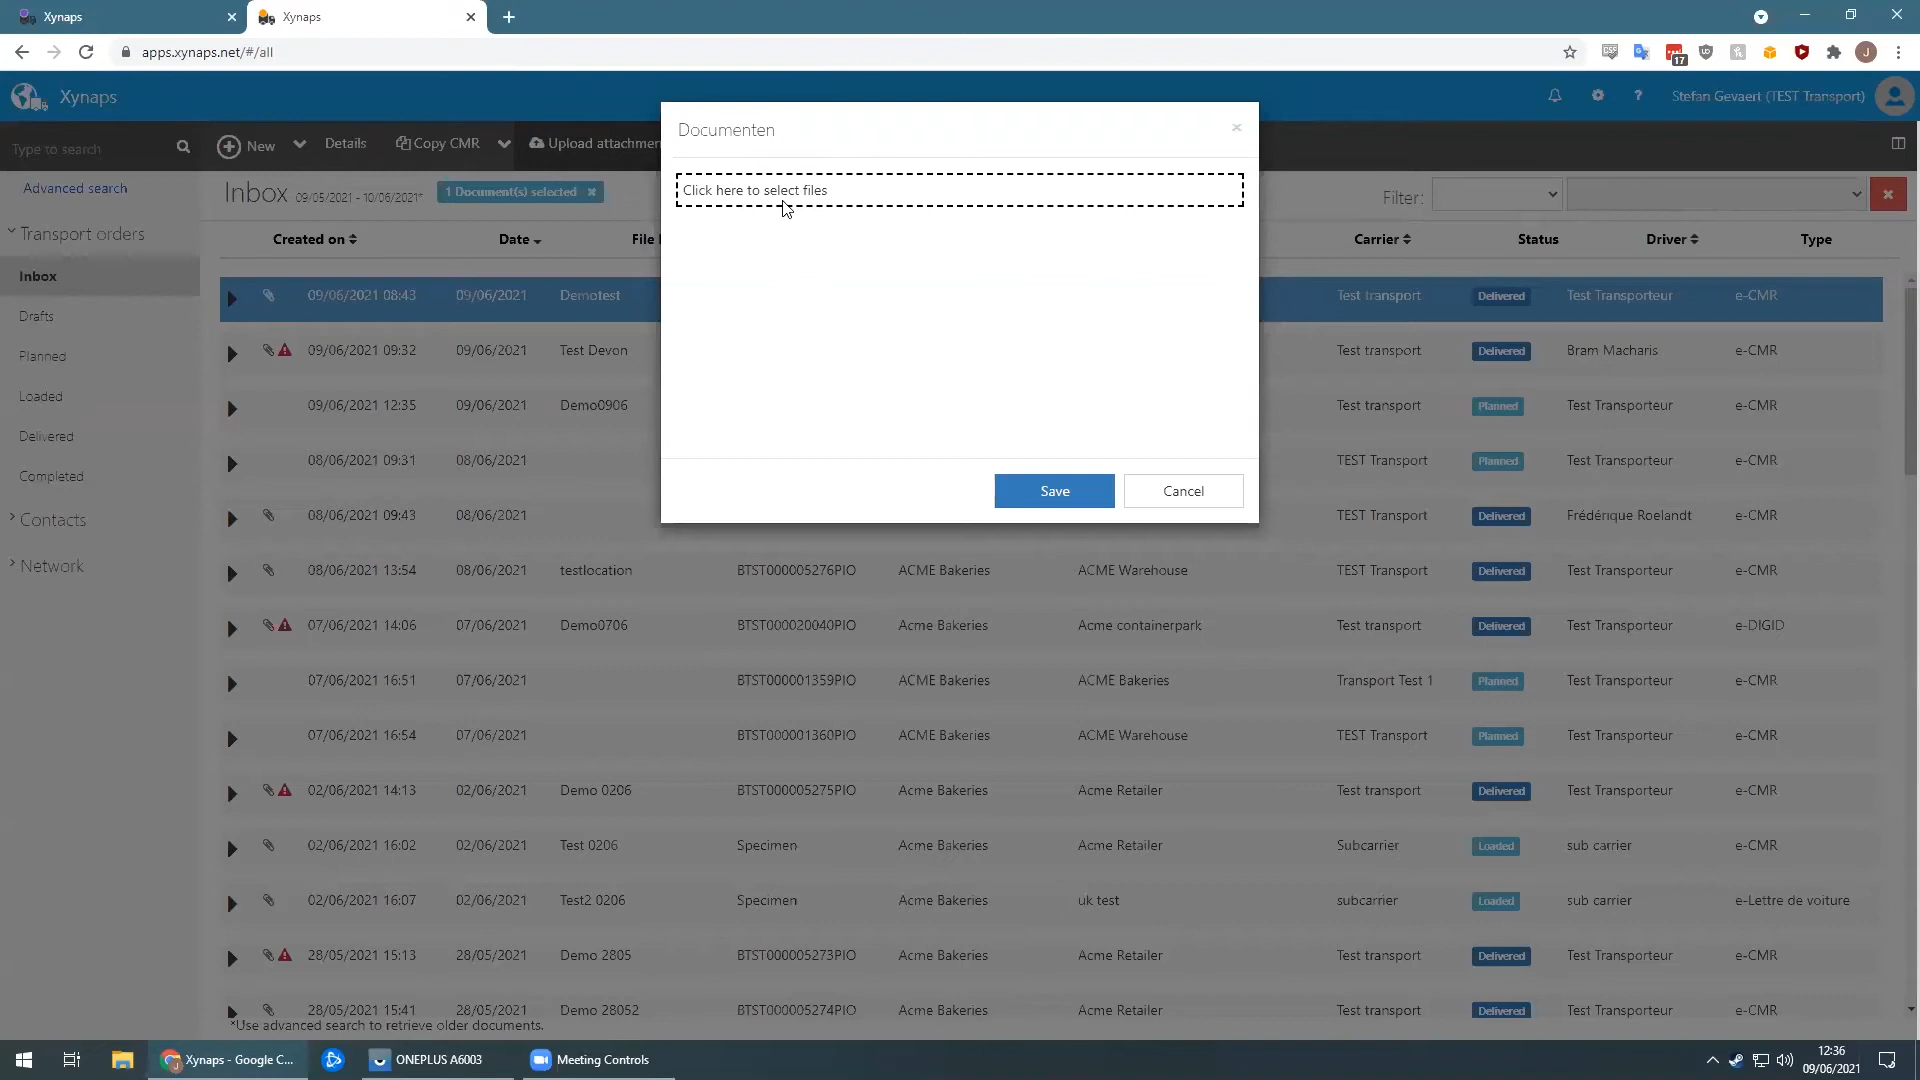 Xynaps
Xynaps
apps.xynaps.net/#/all
17
J
Xynaps
Stefan Gevaert (TEST Transport)
Type to search
New
Details
Copy CMR
Upload attachmen
Advanced search
Inbox 09/05/2021 - 10/06/2021*
1 Document(s) selected ×
Filter:
Documenten
×
Click here to select files
Save
Cancel
Transport orders
Inbox
Drafts
Planned
Loaded
Delivered
Completed
Contacts
Network
Created on Date File Carrier Status Driver Type
09/06/2021 08:43 09/06/2021 Demotest Test transport Delivered Test Transporteur e-CMR
09/06/2021 09:32 09/06/2021 Test Devon Test transport Delivered Bram Macharis e-CMR
09/06/2021 12:35 09/06/2021 Demo0906 Test transport Planned Test Transporteur e-CMR
08/06/2021 09:31 08/06/2021 TEST Transport Planned Test Transporteur e-CMR
08/06/2021 09:43 08/06/2021 TEST Transport Delivered Frédérique Roelandt e-CMR
08/06/2021 13:54 08/06/2021 testlocation BTST000005276PIO ACME Bakeries ACME Warehouse TEST Transport Delivered Test Transporteur e-CMR
07/06/2021 14:06 07/06/2021 Demo0706 BTST000020040PIO Acme Bakeries Acme containerpark Test transport Delivered Test Transporteur e-DIGID
07/06/2021 16:51 07/06/2021 BTST000001359PIO ACME Bakeries ACME Bakeries Transport Test 1 Planned Test Transporteur e-CMR
07/06/2021 16:54 07/06/2021 BTST000001360PIO ACME Bakeries ACME Warehouse TEST Transport Planned Test Transporteur e-CMR
02/06/2021 14:13 02/06/2021 Demo 0206 BTST000005275PIO Acme Bakeries Acme Retailer Test transport Delivered Test Transporteur e-CMR
02/06/2021 16:02 02/06/2021 Test 0206 Specimen Acme Bakeries Acme Retailer Subcarrier Loaded sub carrier e-CMR
02/06/2021 16:07 02/06/2021 Test2 0206 Specimen Acme Bakeries uk test subcarrier Loaded sub carrier e-Lettre de voiture
28/05/2021 15:13 28/05/2021 Demo 2805 BTST000005273PIO Acme Bakeries Acme Retailer Test transport Delivered Test Transporteur e-CMR
28/05/2021 15:41 28/05/2021 Demo 28052 BTST000005274PIO Acme Bakeries Acme Retailer Test transport Delivered Test Transporteur e-CMR
*Use advanced search to retrieve older documents.
Xynaps - Google C...
ONEPLUS A6003
Meeting Controls
12:36
09/06/2021